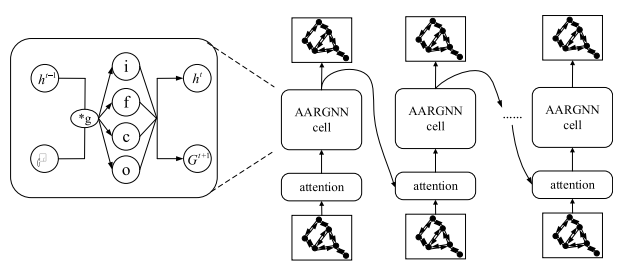 i
h^{t-1}
h^t
f
*g
c
o
G^{t+1}
AARGNN
cell
AARGNN
cell
......
AARGNN
cell
attention
attention
attention